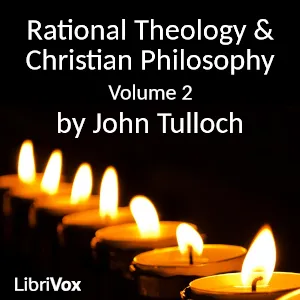 Rational Theology &
Christian Philosophy
Volume 2
by John Tulloch
LibriVox